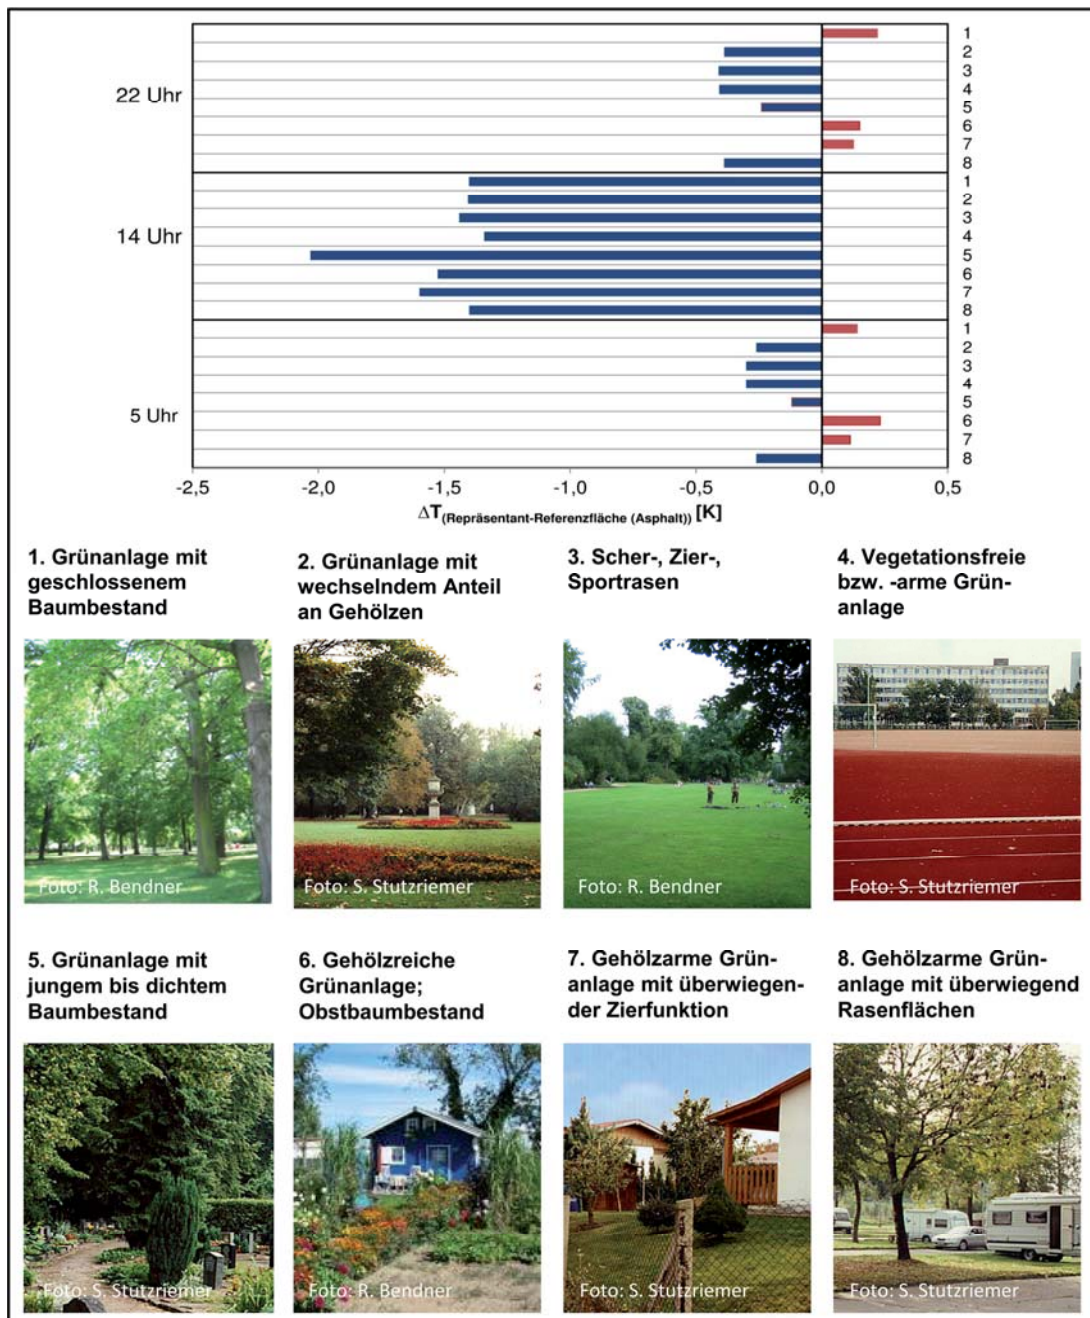 1
2
3
22 Uhr
4
5
6
7
8
1
2
3
14 Uhr
4
5
6
7
8
1
2
3
4
5 Uhr
5
6
7
8
-2,5 -2,0 -1,5 -1,0 -0,5 0,0 0,5
ΔT(Repräsentant-Referenzfläche (Asphalt)) [K]
1. Grünanlage mit
geschlossenem
Baumbestand
2. Grünanlage mit
wechselndem Anteil
an Gehölzen
3. Scher-, Zier-,
Sportrasen
4. Vegetationsfreie
bzw. -arme Grün-
anlage
Foto: R. Bendner
Foto: S. Stutzriemer
Foto: R. Bendner
Foto: S. Stutzriemer
5. Grünanlage mit
jungem bis dichtem
Baumbestand
6. Gehölzreiche
Grünanlage;
Obstbaumbestand
7. Gehölzarme Grün-
anlage mit überwiegen-
der Zierfunktion
8. Gehölzarme Grün-
anlage mit überwiegend
Rasenflächen
Foto: S. Stutzriemer
Foto: R. Bendner
Foto: S. Stutzriemer
Foto: S. Stutzriemer